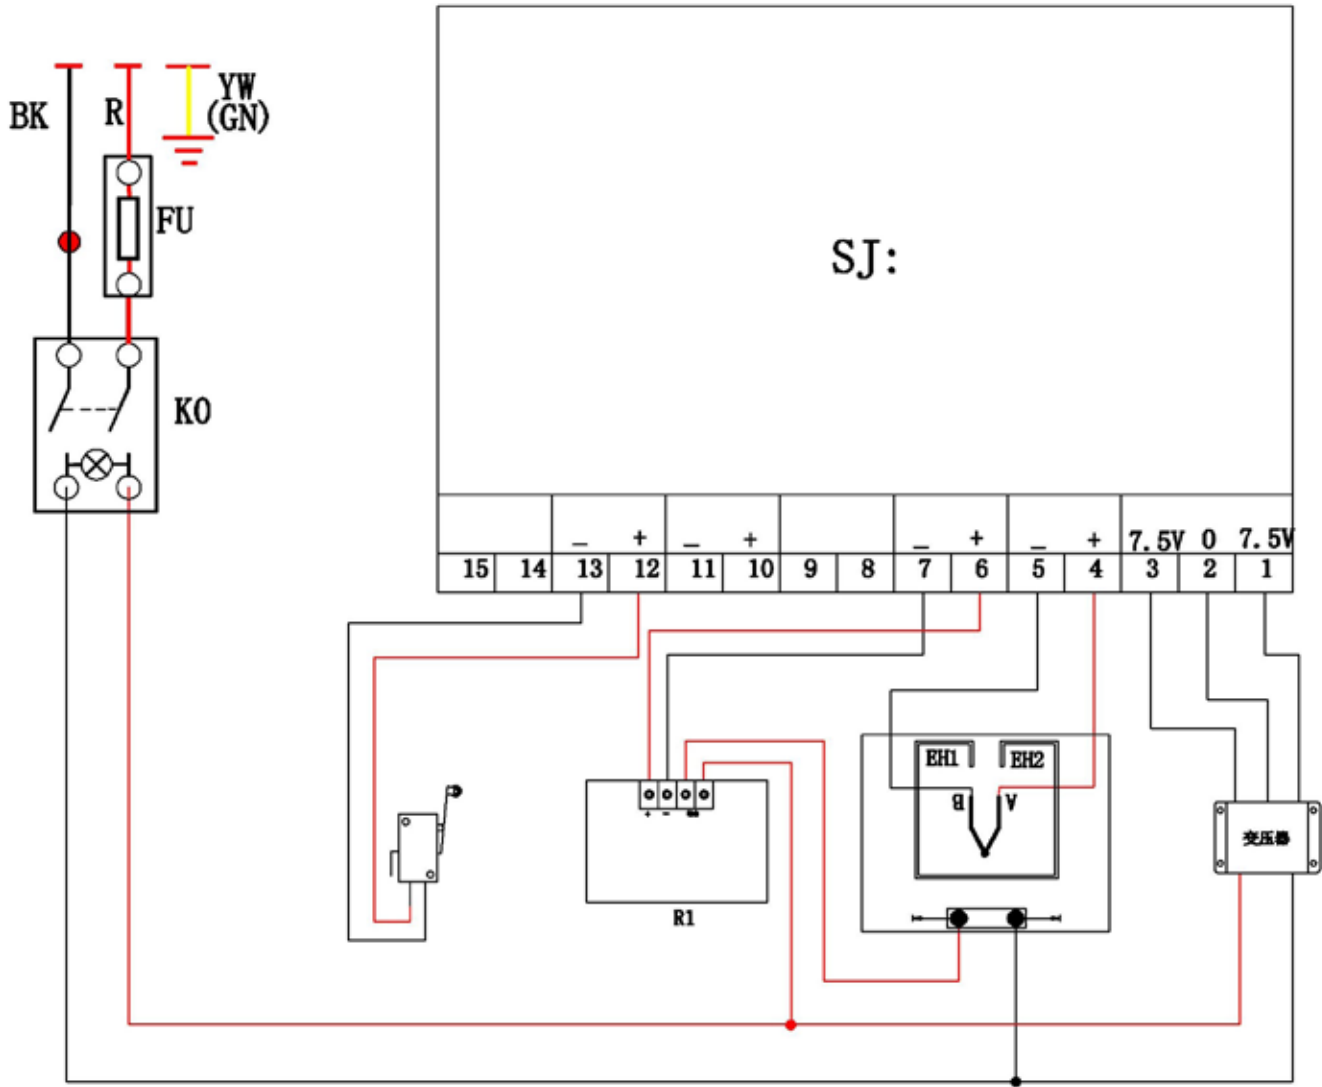 BK
R
YW
(GN)
FU
KO
SJ:
－ + － + － + － + 7.5V 0 7.5V
15 14 13 12 11 10 9 8 7 6 5 4 3 2 1
EH1 EH2
B A
+ －
变压器
R1